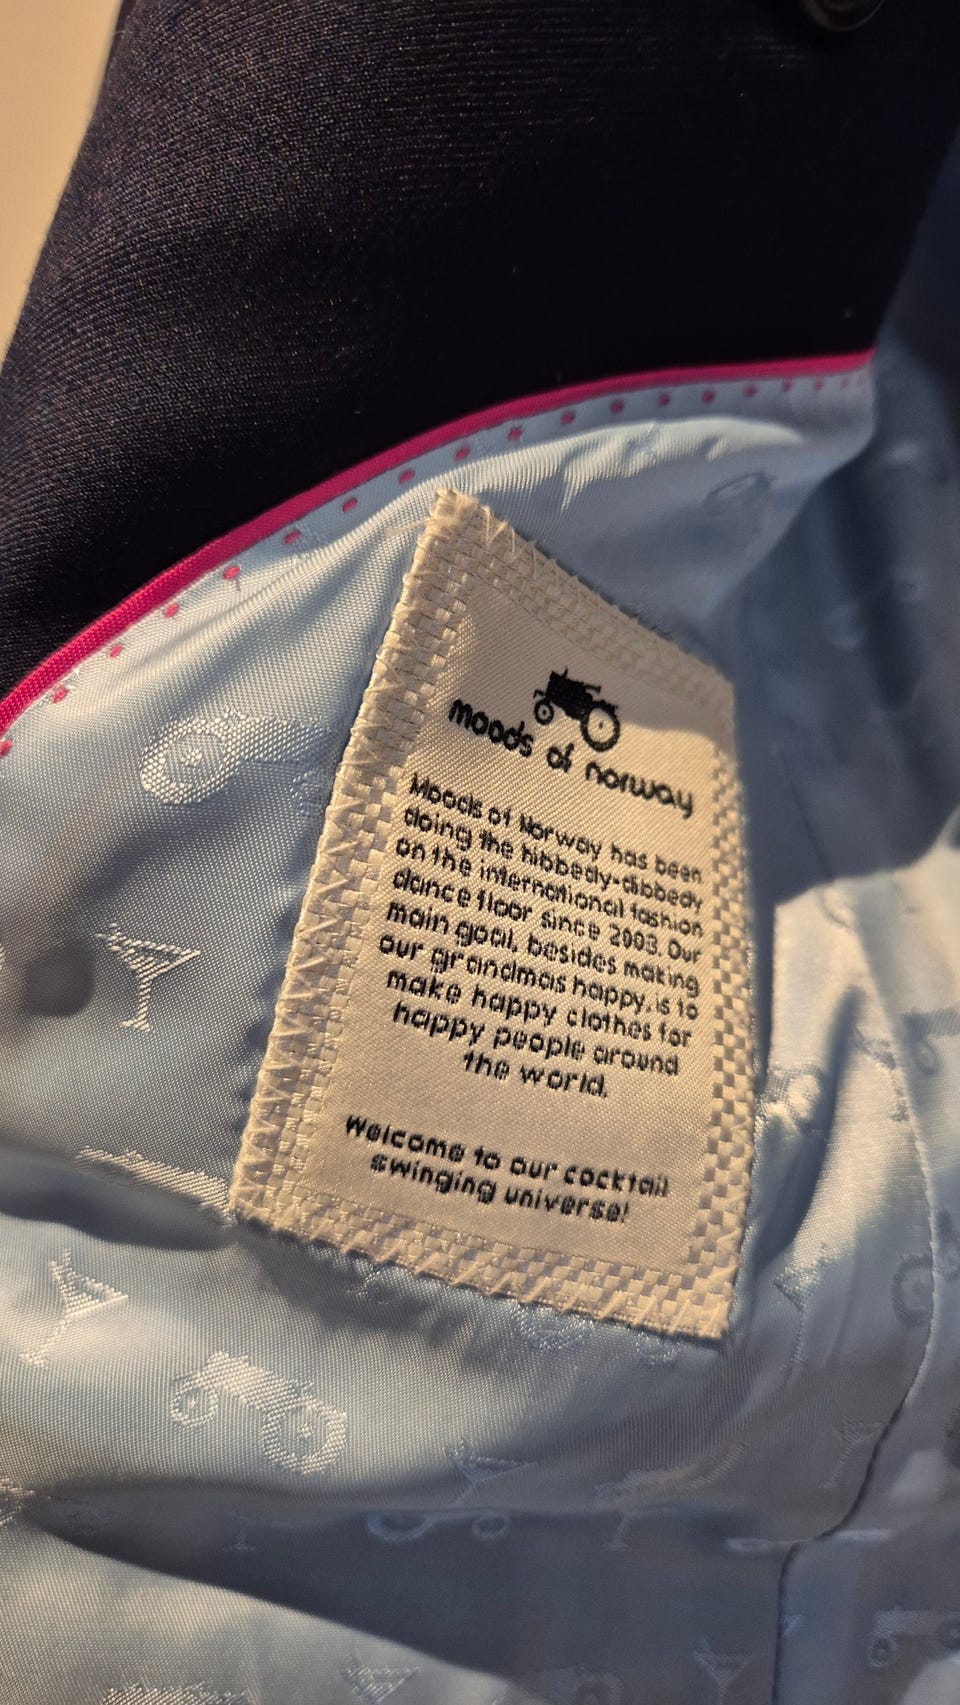 moods of norway
Moods of Norway has been
doing the hibbedy-dibbedy
on the international fashion
dance floor since 2003. Our
main goal, besides making
our grandmas happy, is to
make happy clothes for
happy people around
the world.
Welcome to our cocktail
swinging universe!